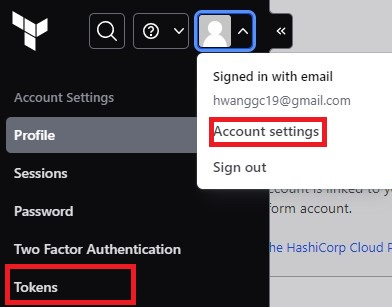 Signed in with email
hwanggc19@gmail.com
Account settings
Sign out
Account Settings
Profile
Sessions
Password
Two Factor Authentication
Tokens
ccount is linked to yo
form account.
he HashiCorp Cloud P